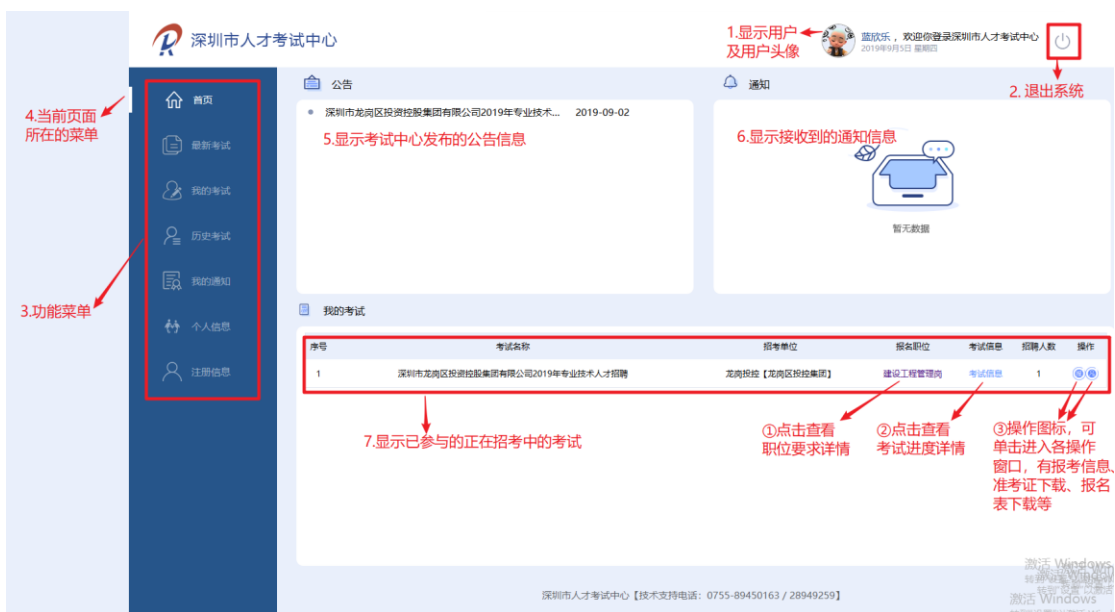 深圳市人才考试中心
1.显示用户
及用户头像
蓝欣乐，欢迎你登录深圳市人才考试中心
2019年9月5日 星期四
2. 退出系统
4.当前页面
所在的菜单
首页
最新考试
我的考试
历史考试
我的通知
个人信息
注册信息
3.功能菜单
公告
深圳市龙岗区投资控股集团有限公司2019年专业技术... 2019-09-02
5.显示考试中心发布的公告信息
通知
6.显示接收到的通知信息
暂无数据
我的考试
序号 考试名称 招考单位 报名职位 考试信息 招聘人数 操作
1 深圳市龙岗区投资控股集团有限公司2019年专业技术人才招聘 龙岗投控【龙岗区投控集团】 建设工程管理岗 考试信息 1
7.显示已参与的正在招考中的考试
①点击查看
职位要求详情
②点击查看
考试进度详情
③操作图标，可
单击进入各操作
窗口，有报考信息、
准考证下载、报名
表下载等
深圳市人才考试中心【技术支持电话：0755-89450163 / 28949259】
激活 Windows
激活 Windows